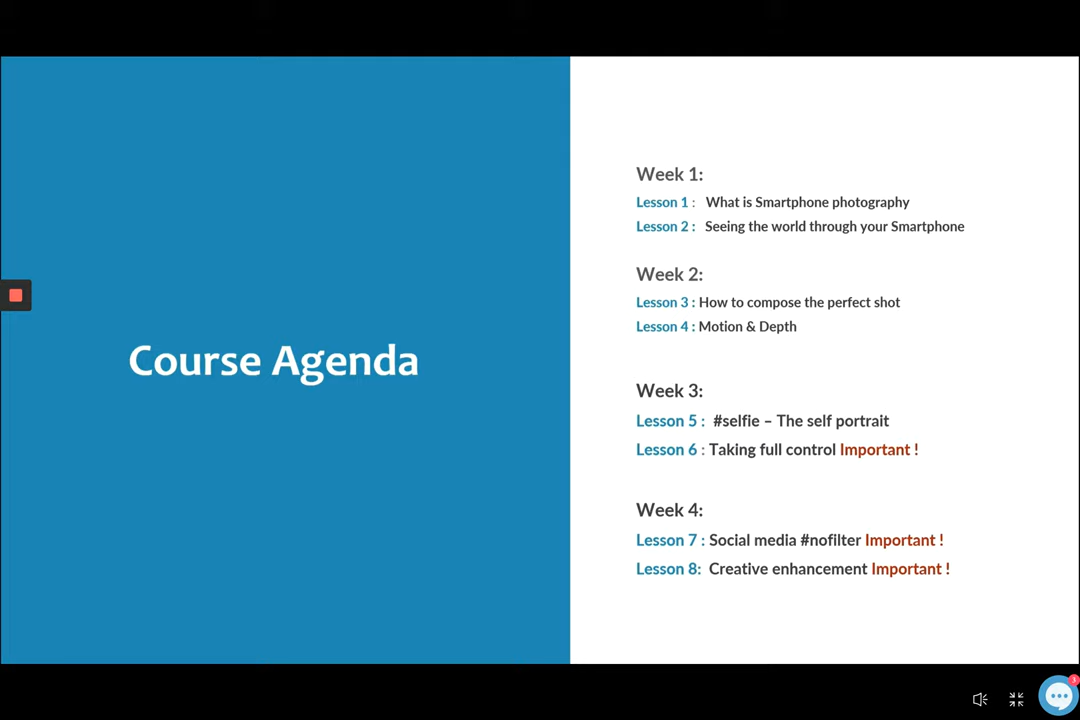 Course Agenda
Week 1:
Lesson 1 : What is Smartphone photography
Lesson 2 : Seeing the world through your Smartphone
Week 2:
Lesson 3 : How to compose the perfect shot
Lesson 4 : Motion & Depth
Week 3:
Lesson 5 : #selfie – The self portrait
Lesson 6 : Taking full control Important !
Week 4:
Lesson 7 : Social media #nofilter Important !
Lesson 8: Creative enhancement Important !
3